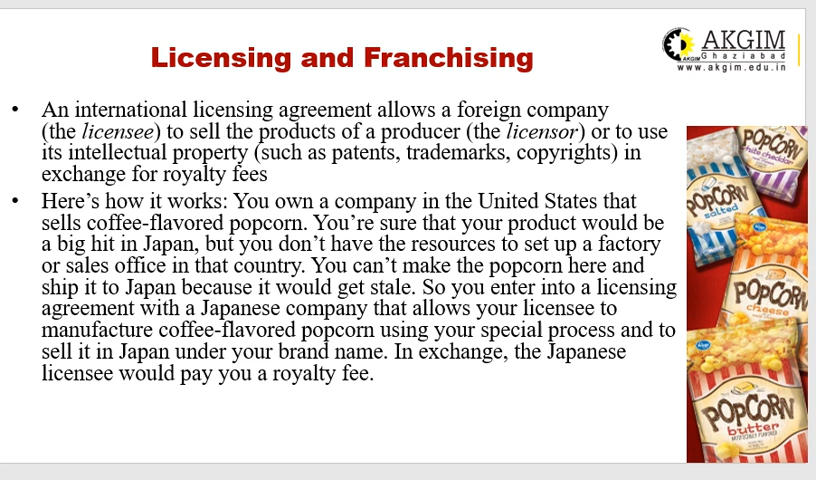 Licensing and Franchising
AKGIM
Ghaziabad
AKGIM
www.akgim.edu.in
• An international licensing agreement allows a foreign company
(the licensee) to sell the products of a producer (the licensor) or to use
its intellectual property (such as patents, trademarks, copyrights) in
exchange for royalty fees
• Here’s how it works: You own a company in the United States that
sells coffee-flavored popcorn. You’re sure that your product would be
a big hit in Japan, but you don’t have the resources to set up a factory
or sales office in that country. You can’t make the popcorn here and
ship it to Japan because it would get stale. So you enter into a licensing
agreement with a Japanese company that allows your licensee to
manufacture coffee-flavored popcorn using your special process and to
sell it in Japan under your brand name. In exchange, the Japanese
licensee would pay you a royalty fee.
POPCORN
white cheddar
POPCORN
salted
POPCORN
cheese
POPCORN
butter
ARTIFICIALLY FLAVORED